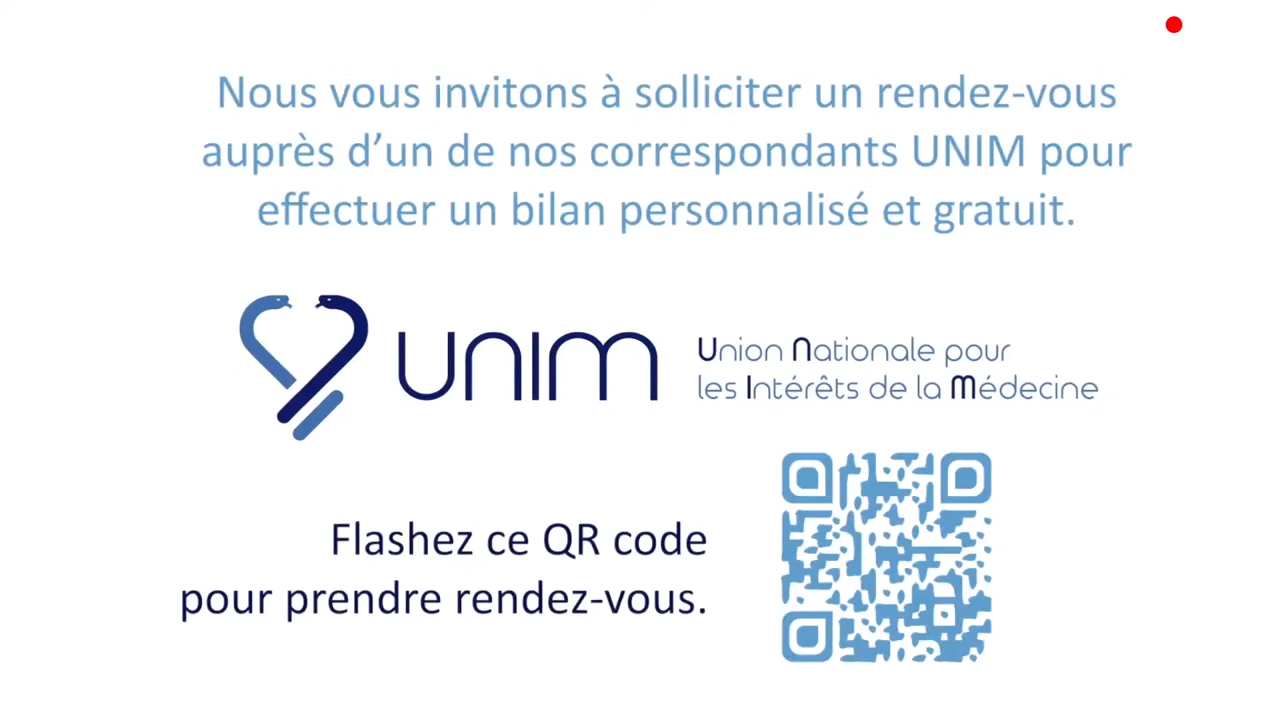 Nous vous invitons à solliciter un rendez-vous
auprès d’un de nos correspondants UNIM pour
effectuer un bilan personnalisé et gratuit.
UNIM
Union Nationale pour
les Intérêts de la Médecine
Flashez ce QR code
pour prendre rendez-vous.